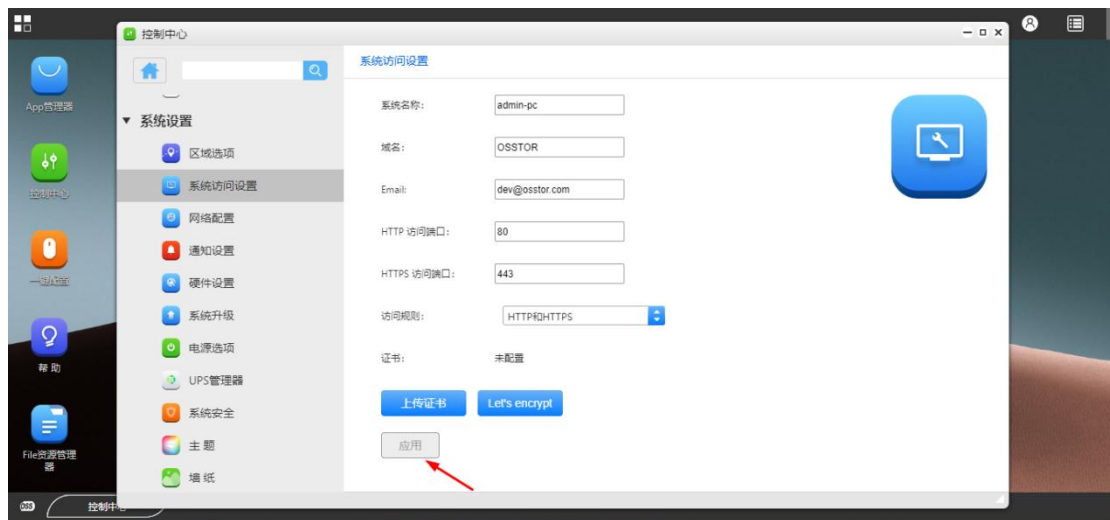 控制中心
App管理器
控制中心
一键配置
帮 助
File资源管理
器
系统设置
区域选项
系统访问设置
网络配置
通知设置
硬件设置
系统升级
电源选项
UPS管理器
系统安全
主 题
墙 纸
系统访问设置
系统名称:
admin-pc
域名:
OSSTOR
Email:
dev@osstor.com
HTTP 访问端口:
80
HTTPS 访问端口:
443
访问规则:
HTTP和HTTPS
证书:
未配置
上传证书
Let's encrypt
应用
控制中心